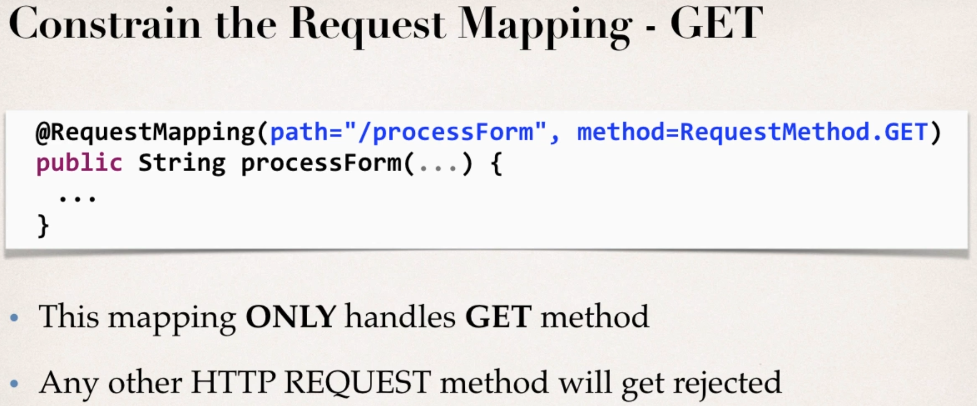 Constrain the Request Mapping - GET
@RequestMapping(path="/processForm", method=RequestMethod.GET)
public String processForm(...) {
...
}
• This mapping ONLY handles GET method
• Any other HTTP REQUEST method will get rejected